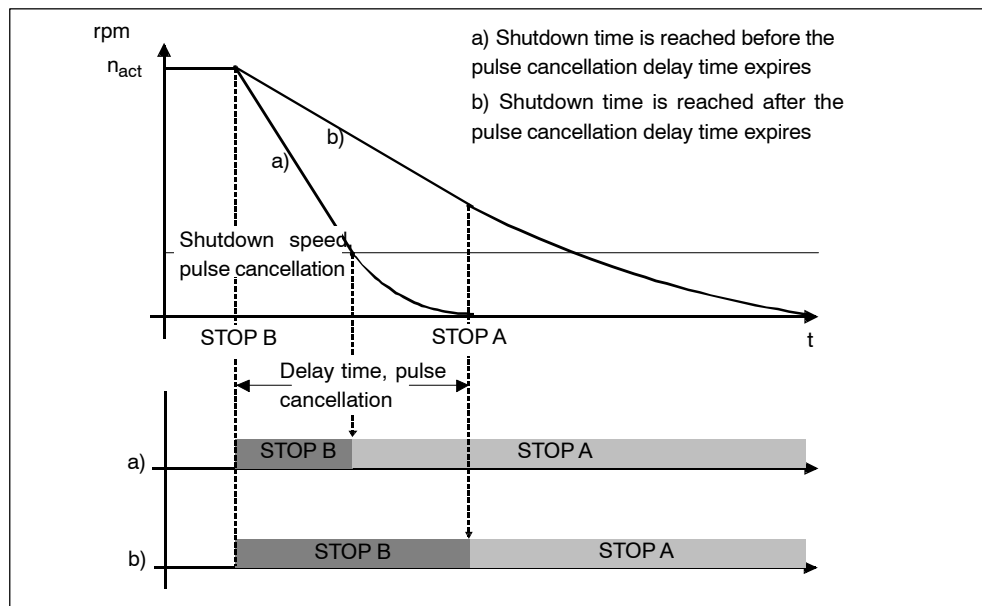 rpm
n_act
a) Shutdown time is reached before the
pulse cancellation delay time expires
b) Shutdown time is reached after the
pulse cancellation delay time expires
b)
a)
Shutdown speed,
pulse cancellation
STOP B
STOP A
t
Delay time, pulse
cancellation
a)
STOP B
STOP A
b)
STOP B
STOP A